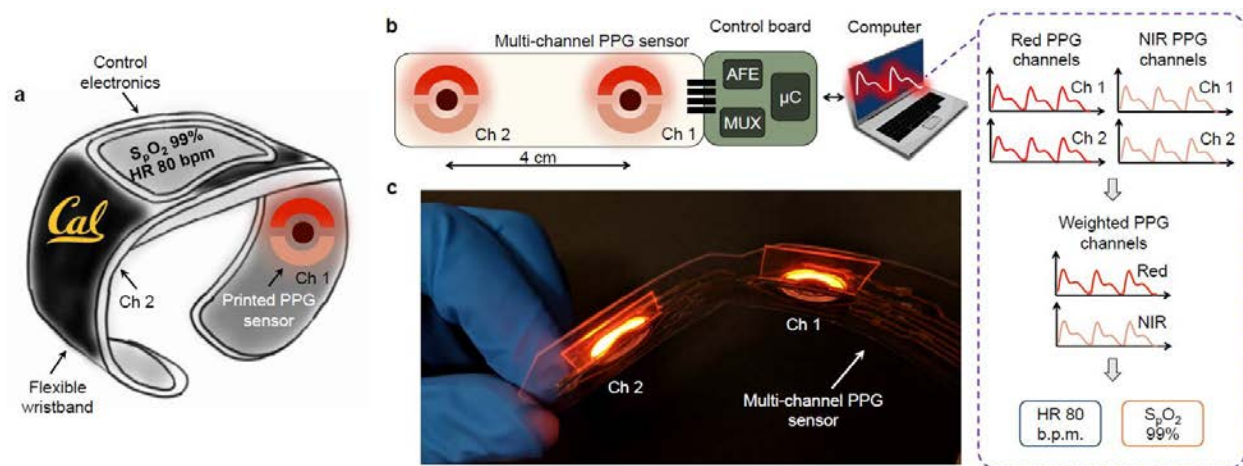 a
Control
electronics
SpO2 99%
HR 80 bpm
Cal
Ch 1
Ch 2
Printed PPG
sensor
Flexible
wristband
b
Multi-channel PPG sensor
Control board
Computer
AFE
µC
MUX
Ch 2
Ch 1
4 cm
c
Ch 1
Ch 2
Multi-channel PPG
sensor
Red PPG
channels
NIR PPG
channels
Ch 1
Ch 1
Ch 2
Ch 2
Weighted PPG
channels
Red
NIR
HR 80
b.p.m.
SpO2
99%